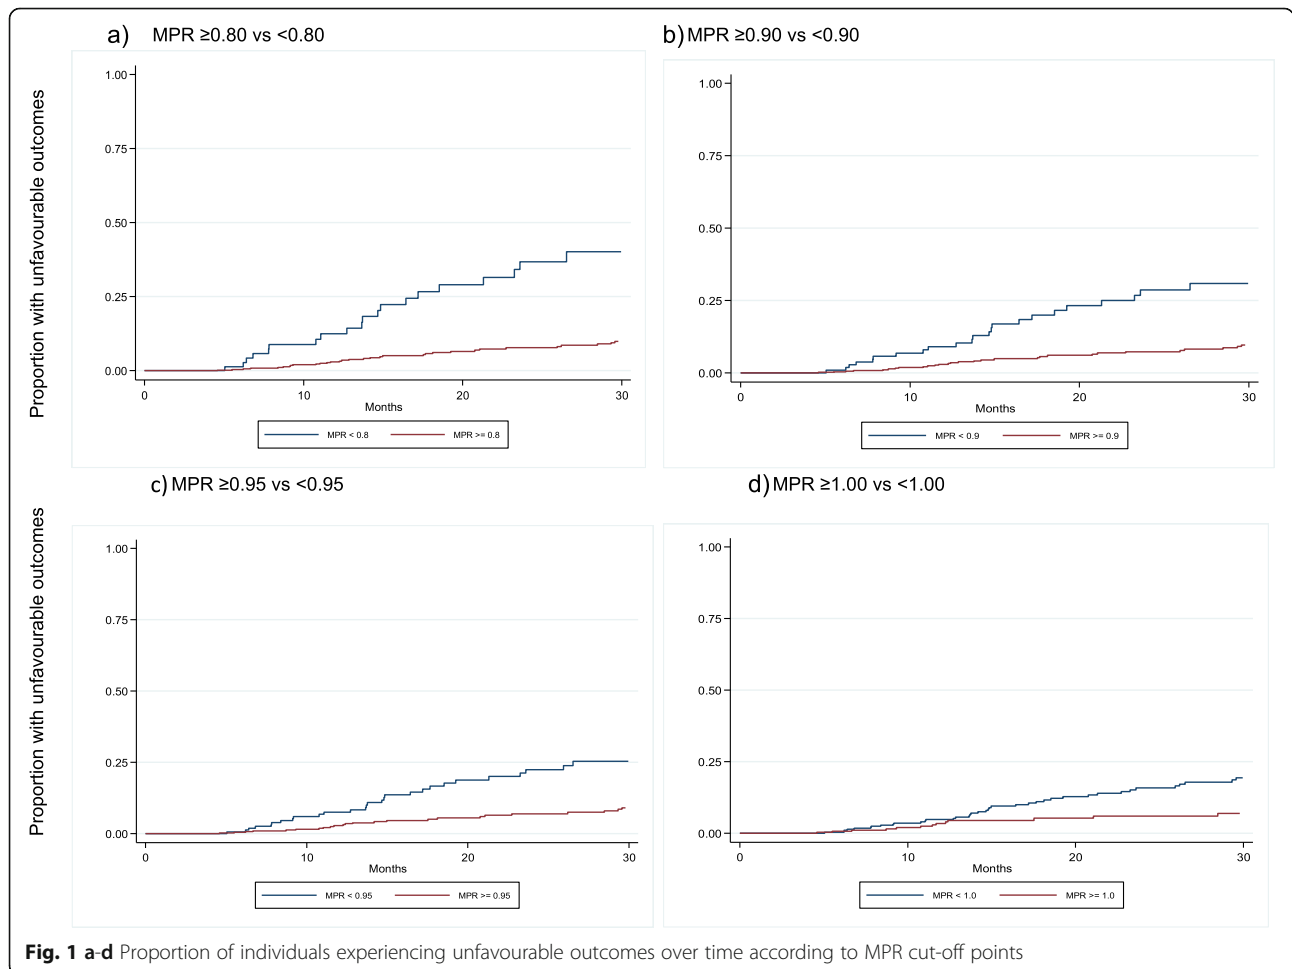 a) MPR ≥0.80 vs <0.80
Proportion with unfavourable outcomes
1.00
0.75
0.50
0.25
0.00
0 10 20 30
Months
MPR < 0.8 MPR >= 0.8
b) MPR ≥0.90 vs <0.90
1.00
0.75
0.50
0.25
0.00
0 10 20 30
Months
MPR < 0.9 MPR >= 0.9
c) MPR ≥0.95 vs <0.95
Proportion with unfavourable outcomes
1.00
0.75
0.50
0.25
0.00
0 10 20 30
Months
MPR < 0.95 MPR >= 0.95
d) MPR ≥1.00 vs <1.00
1.00
0.75
0.50
0.25
0.00
0 10 20 30
Months
MPR < 1.0 MPR >= 1.0
Fig. 1 a-d Proportion of individuals experiencing unfavourable outcomes over time according to MPR cut-off points